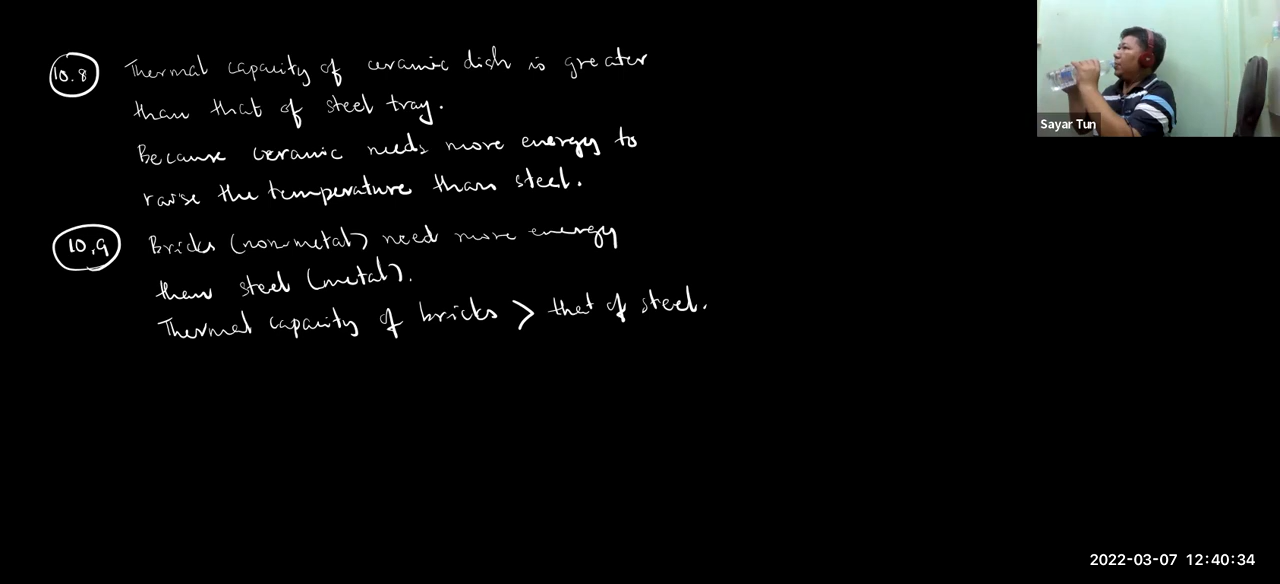 10.8 Thermal capacity of ceramic dish is greater
than that of steel tray.
Because ceramic needs more energy to
raise the temperature than steel.
10.9 Bricks (non-metal) need more energy
than steel (metal).
Thermal capacity of bricks > that of steel.
Sayar Tun
2022-03-07 12:40:34